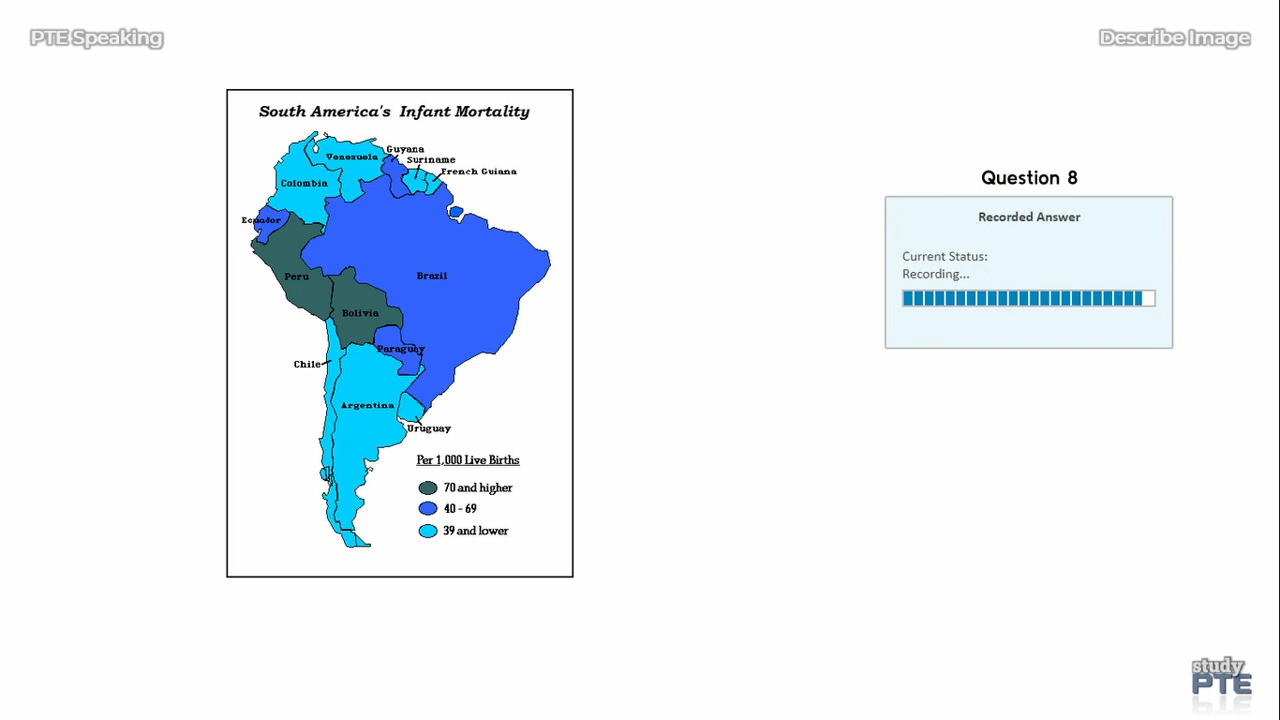 PTE Speaking
Describe Image
South America's Infant Mortality
Guyana
Venezuela
Suriname
French Guiana
Colombia
Ecuador
Peru
Brazil
Bolivia
Paraguay
Chile
Argentina
Uruguay
Per 1,000 Live Births
70 and higher
40 - 69
39 and lower
Question 8
Recorded Answer
Current Status:
Recording...
study
PTE